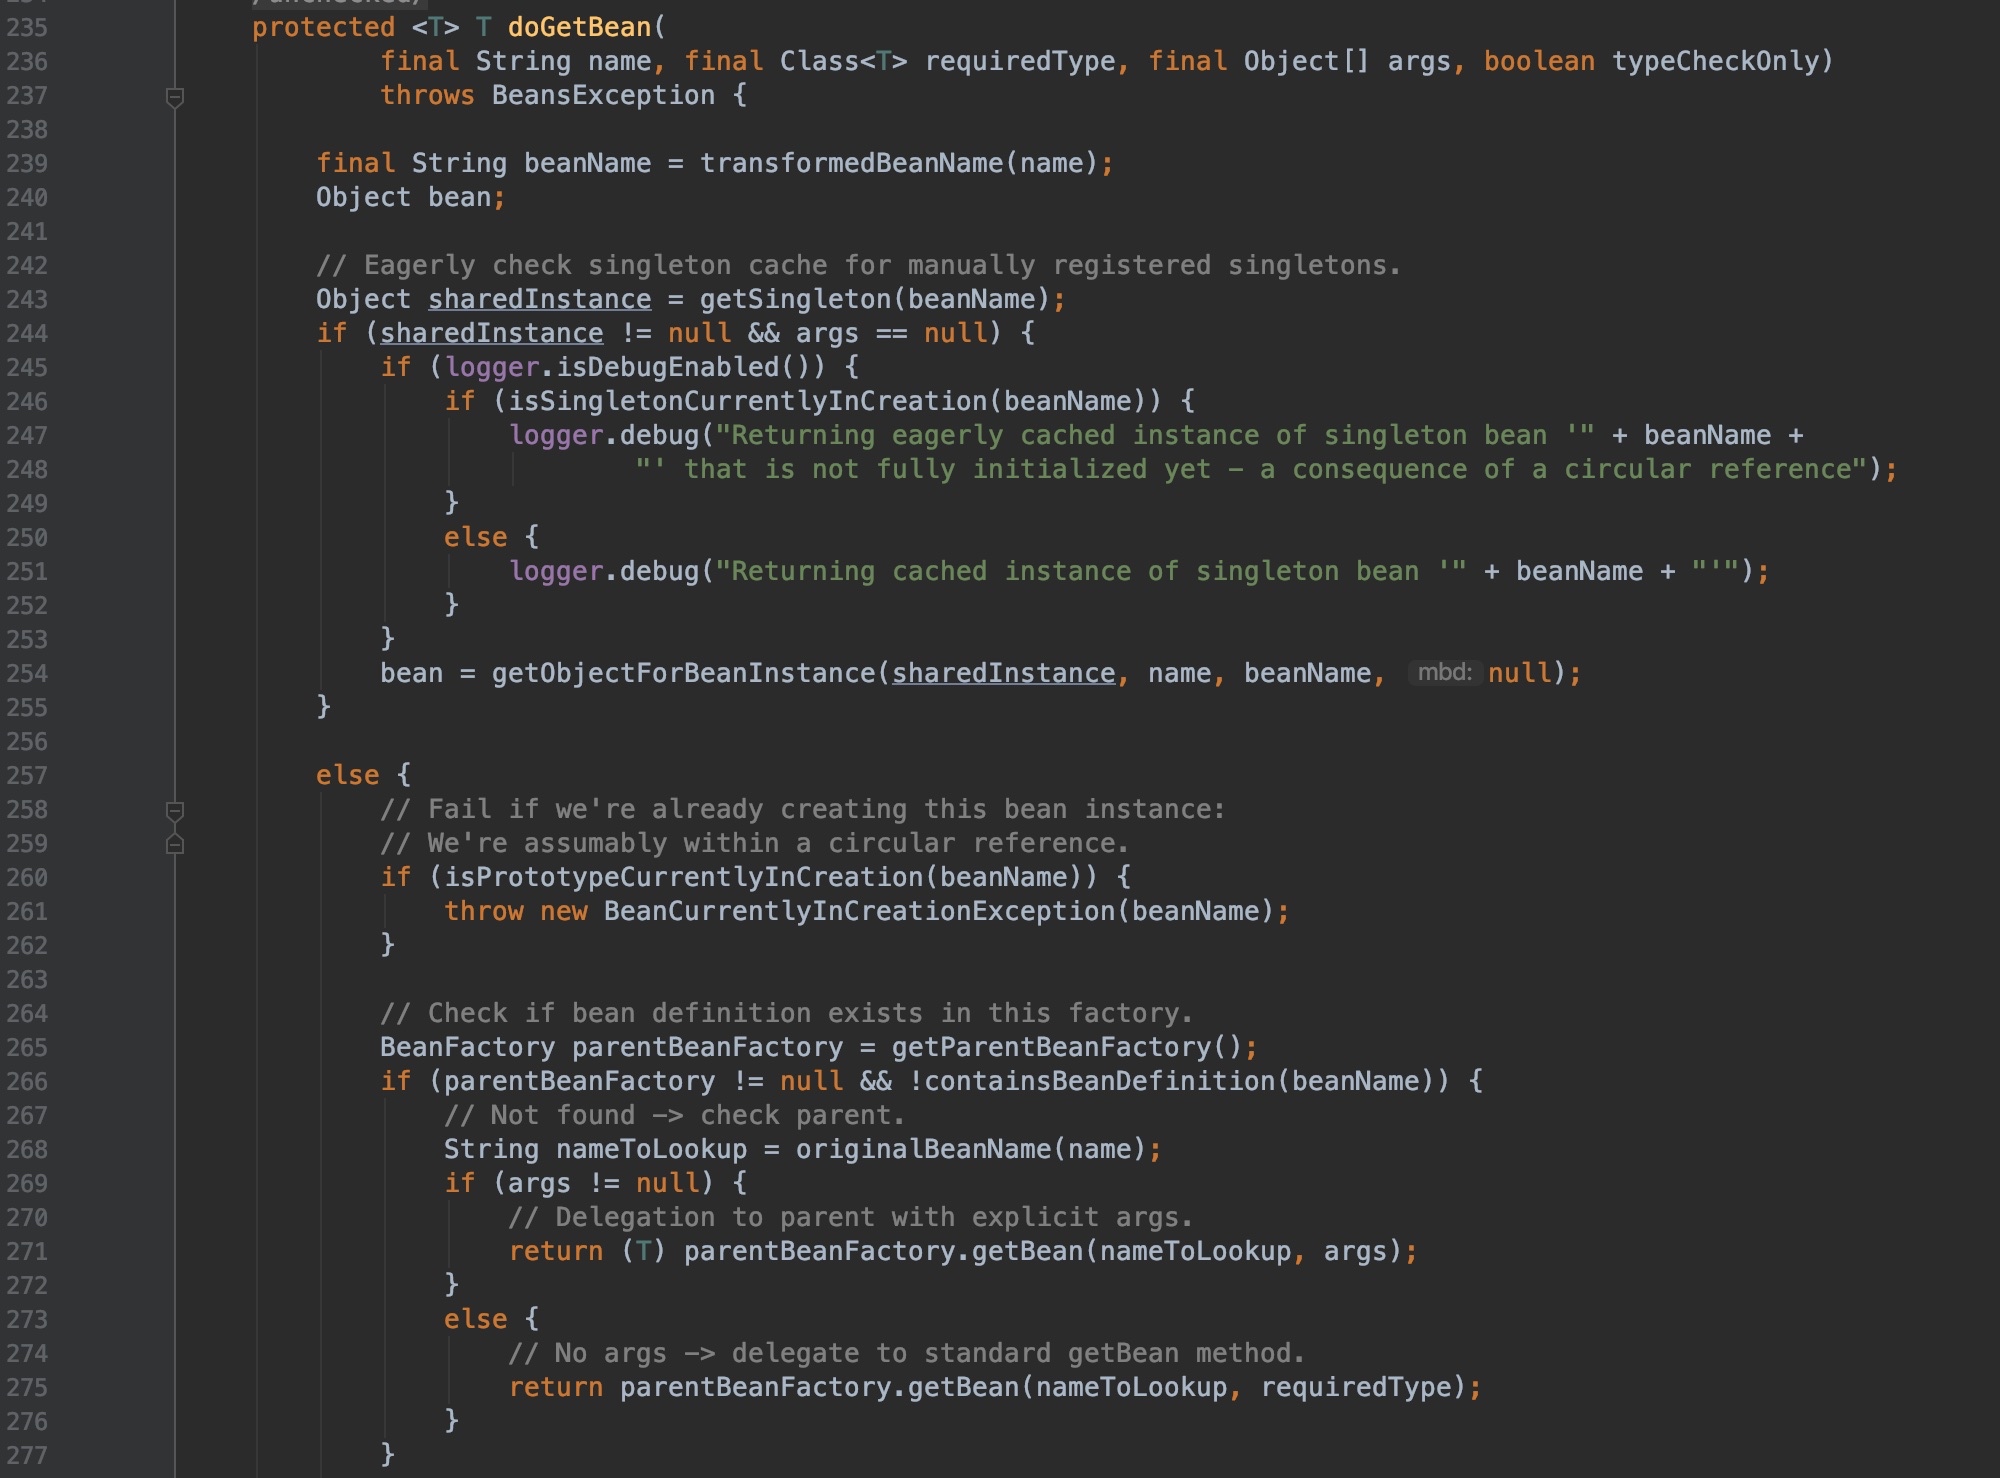 235 protected <T> T doGetBean(
236 final String name, final Class<T> requiredType, final Object[] args, boolean typeCheckOnly)
237 throws BeansException {
238
239 final String beanName = transformedBeanName(name);
240 Object bean;
241
242 // Eagerly check singleton cache for manually registered singletons.
243 Object sharedInstance = getSingleton(beanName);
244 if (sharedInstance != null && args == null) {
245 if (logger.isDebugEnabled()) {
246 if (isSingletonCurrentlyInCreation(beanName)) {
247 logger.debug("Returning eagerly cached instance of singleton bean '" + beanName +
248 "' that is not fully initialized yet - a consequence of a circular reference");
249 }
250 else {
251 logger.debug("Returning cached instance of singleton bean '" + beanName + "'");
252 }
253 }
254 bean = getObjectForBeanInstance(sharedInstance, name, beanName, mbd: null);
255 }
256
257 else {
258 // Fail if we're already creating this bean instance:
259 // We're assumably within a circular reference.
260 if (isPrototypeCurrentlyInCreation(beanName)) {
261 throw new BeanCurrentlyInCreationException(beanName);
262 }
263
264 // Check if bean definition exists in this factory.
265 BeanFactory parentBeanFactory = getParentBeanFactory();
266 if (parentBeanFactory != null && !containsBeanDefinition(beanName)) {
267 // Not found -> check parent.
268 String nameToLookup = originalBeanName(name);
269 if (args != null) {
270 // Delegation to parent with explicit args.
271 return (T) parentBeanFactory.getBean(nameToLookup, args);
272 }
273 else {
274 // No args -> delegate to standard getBean method.
275 return parentBeanFactory.getBean(nameToLookup, requiredType);
276 }
277 }